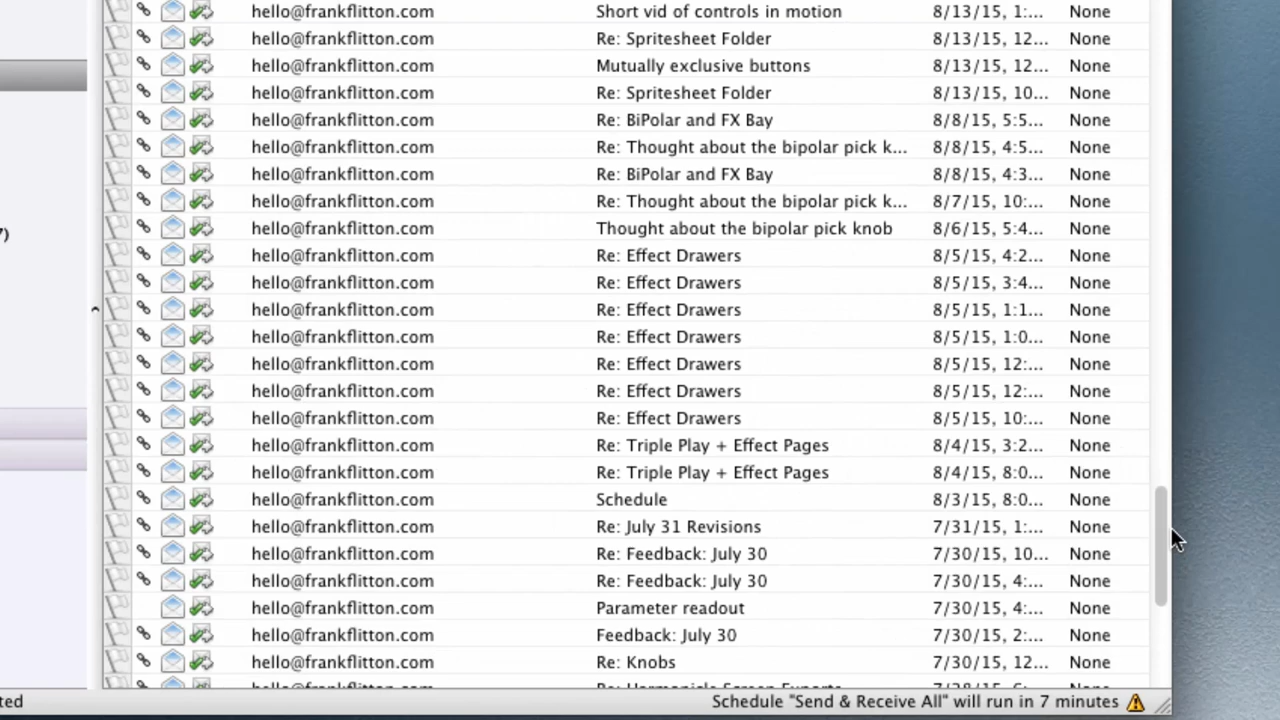 hello@frankflitton.com Short vid of controls in motion 8/13/15, 1:... None
hello@frankflitton.com Re: Spritesheet Folder 8/13/15, 12... None
hello@frankflitton.com Mutually exclusive buttons 8/13/15, 12... None
hello@frankflitton.com Re: Spritesheet Folder 8/13/15, 10... None
hello@frankflitton.com Re: BiPolar and FX Bay 8/8/15, 5:5... None
hello@frankflitton.com Re: Thought about the bipolar pick k... 8/8/15, 4:5... None
hello@frankflitton.com Re: BiPolar and FX Bay 8/8/15, 4:3... None
hello@frankflitton.com Re: Thought about the bipolar pick k... 8/7/15, 10:... None
7) hello@frankflitton.com Thought about the bipolar pick knob 8/6/15, 5:4... None
hello@frankflitton.com Re: Effect Drawers 8/5/15, 4:2... None
hello@frankflitton.com Re: Effect Drawers 8/5/15, 3:4... None
hello@frankflitton.com Re: Effect Drawers 8/5/15, 1:1... None
hello@frankflitton.com Re: Effect Drawers 8/5/15, 1:0... None
hello@frankflitton.com Re: Effect Drawers 8/5/15, 12:... None
hello@frankflitton.com Re: Effect Drawers 8/5/15, 12:... None
hello@frankflitton.com Re: Effect Drawers 8/5/15, 10:... None
hello@frankflitton.com Re: Triple Play + Effect Pages 8/4/15, 3:2... None
hello@frankflitton.com Re: Triple Play + Effect Pages 8/4/15, 8:0... None
hello@frankflitton.com Schedule 8/3/15, 8:0... None
hello@frankflitton.com Re: July 31 Revisions 7/31/15, 1:... None
hello@frankflitton.com Re: Feedback: July 30 7/30/15, 10... None
hello@frankflitton.com Re: Feedback: July 30 7/30/15, 4:... None
hello@frankflitton.com Parameter readout 7/30/15, 4:... None
hello@frankflitton.com Feedback: July 30 7/30/15, 2:... None
hello@frankflitton.com Re: Knobs 7/30/15, 12... None
ted Schedule "Send & Receive All" will run in 7 minutes